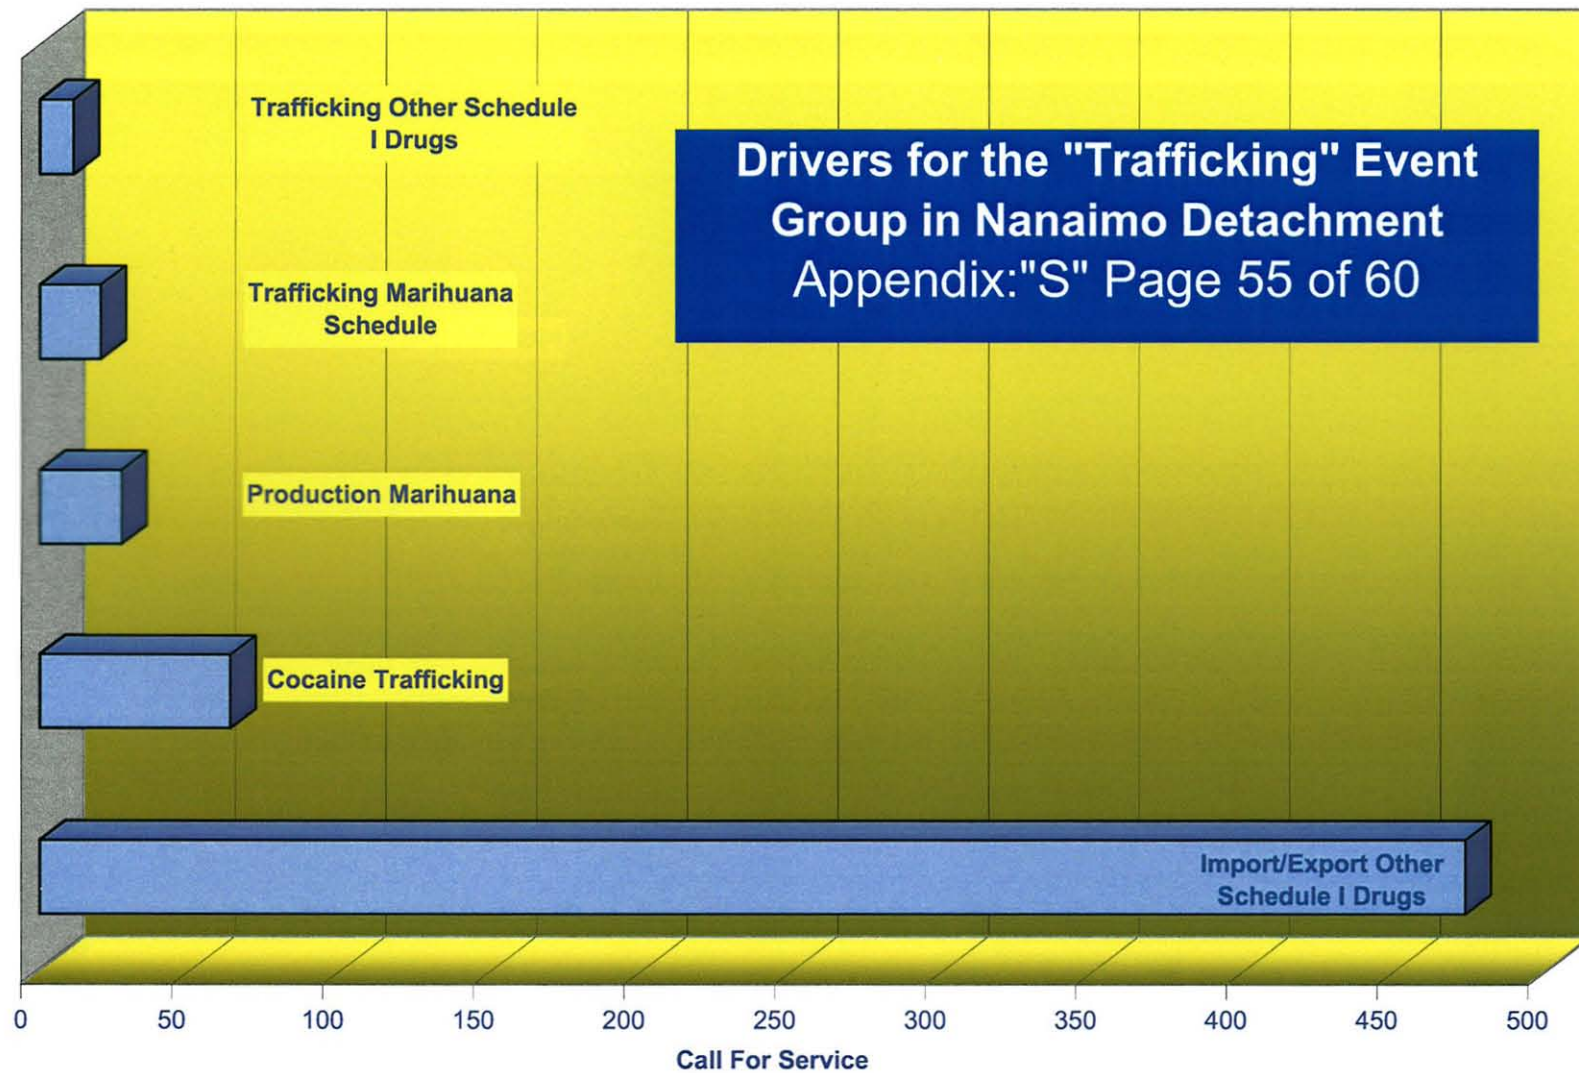 Trafficking Other Schedule
I Drugs
Drivers for the "Trafficking" Event
Group in Nanaimo Detachment
Appendix:"S" Page 55 of 60
Trafficking Marihuana
Schedule
Production Marihuana
Cocaine Trafficking
Import/Export Other
Schedule I Drugs
0 50 100 150 200 250 300 350 400 450 500
Call For Service